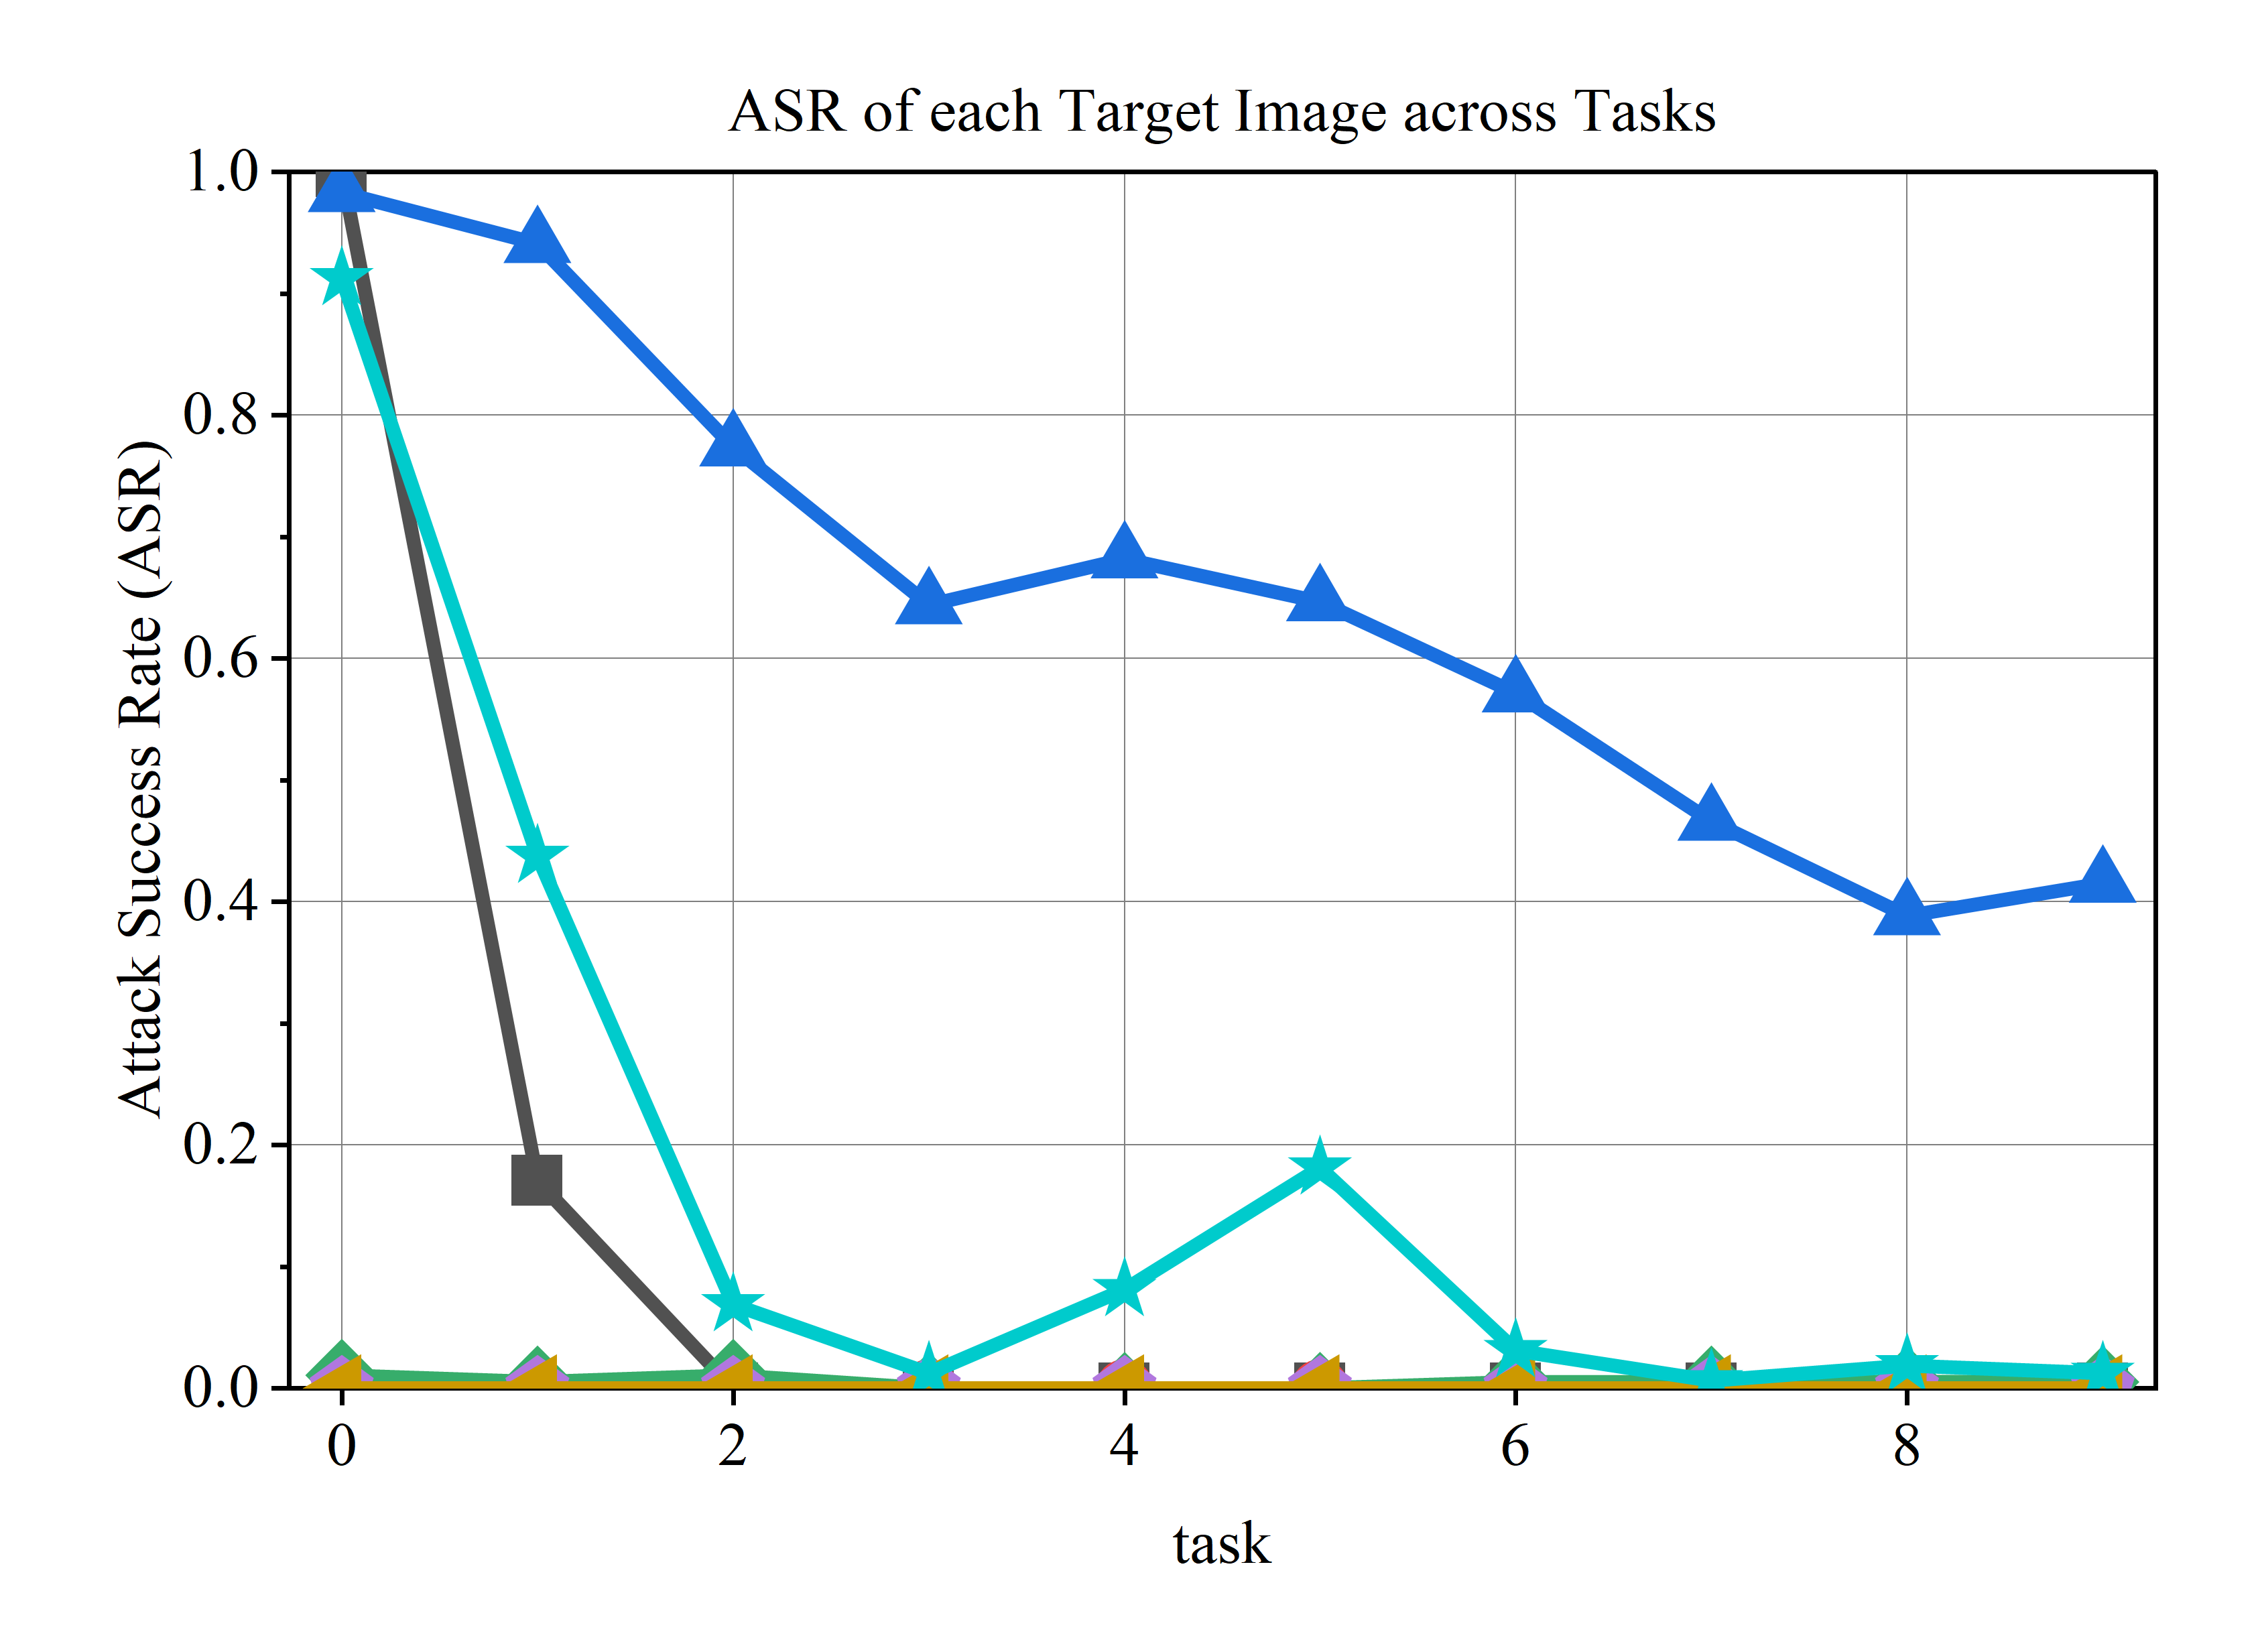 ASR of each Target Image across Tasks
Attack Success Rate (ASR)
1.0
0.8
0.6
0.4
0.2
0.0
0 2 4 6 8
task